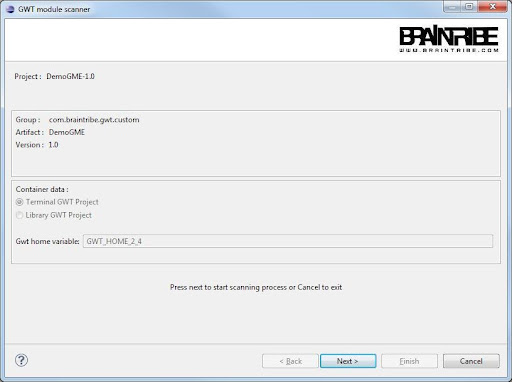 GWT module scanner
BRAINTRIBE
WWW.BRAINTRIBE.COM
Project : DemoGME-1.0
Group : com.braintribe.gwt.custom
Artifact : DemoGME
Version : 1.0
Container data :
Terminal GWT Project
Library GWT Project
Gwt home variable: GWT_HOME_2_4
Press next to start scanning process or Cancel to exit
?
< Back Next > Finish Cancel